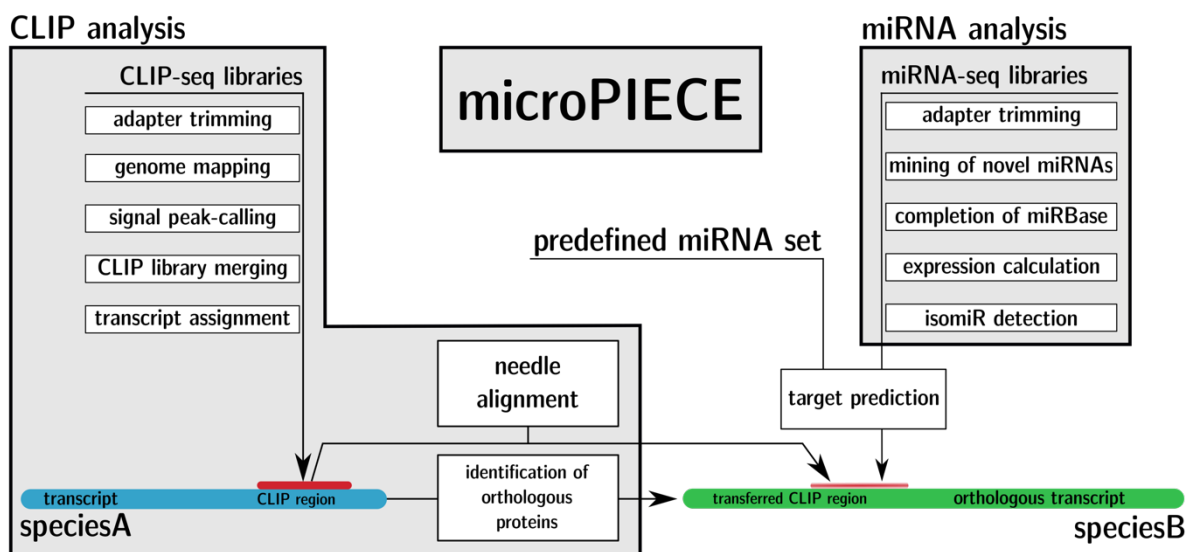 CLIP analysis
CLIP-seq libraries
adapter trimming
genome mapping
signal peak-calling
CLIP library merging
transcript assignment
microPIECE
miRNA analysis
miRNA-seq libraries
adapter trimming
mining of novel miRNAs
completion of miRBase
expression calculation
isomiR detection
predefined miRNA set
needle
alignment
target prediction
identification of
orthologous
proteins
transcript
CLIP region
speciesA
transferred CLIP region
orthologous transcript
speciesB